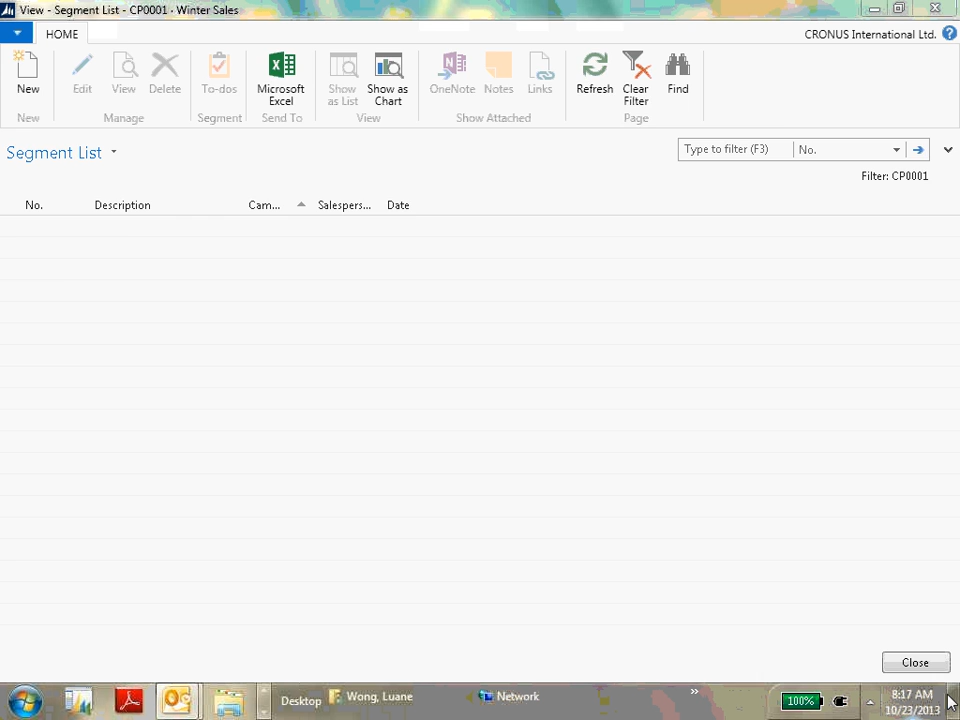 View - Segment List - CP0001 · Winter Sales
HOME
CRONUS International Ltd.
New
Edit
View
Delete
To-dos
Microsoft Excel
Show as List
Show as Chart
OneNote
Notes
Links
Refresh
Clear Filter
Find
New
Manage
Segment
Send To
View
Show Attached
Page
Segment List
Type to filter (F3)
No.
Filter: CP0001
No.
Description
Cam...
Salespers...
Date
Close
Desktop
Wong, Luane
Network
100%
8:17 AM
10/23/2013